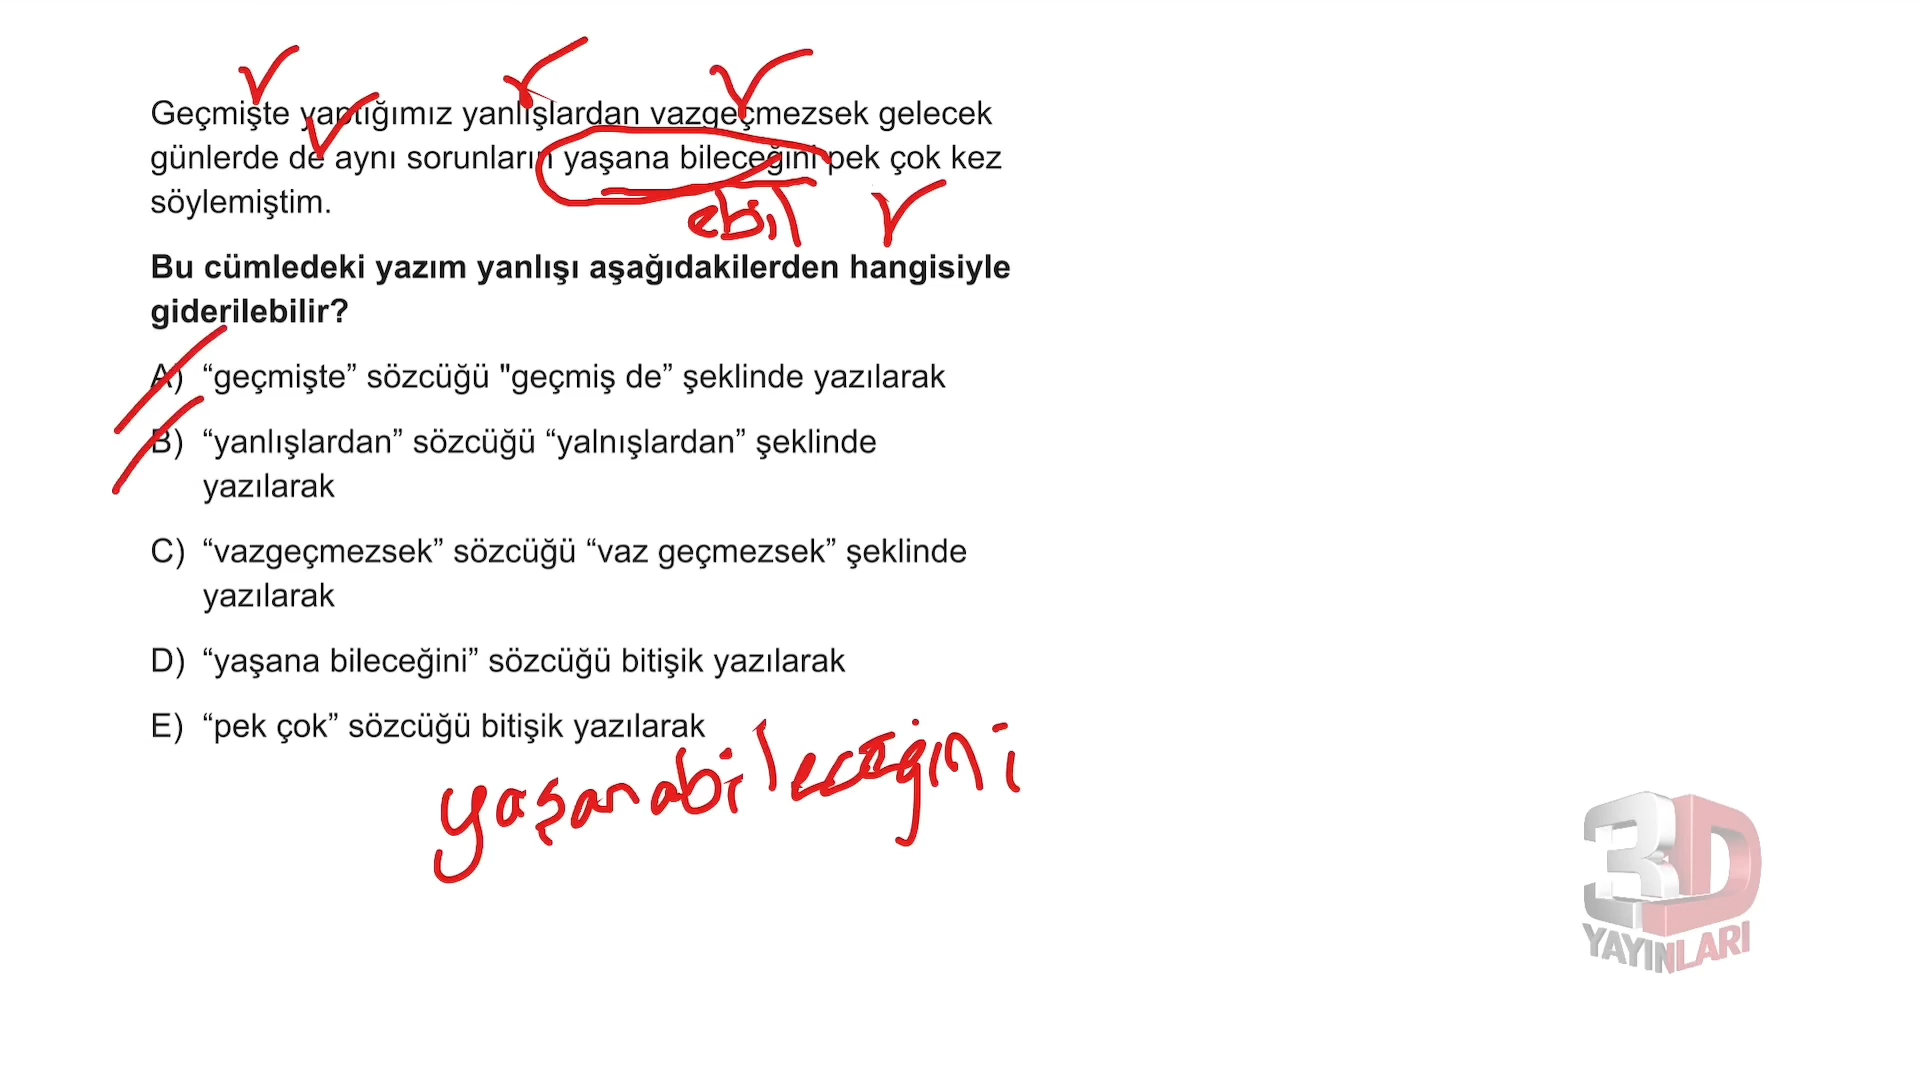 Geçmişte yaptığımız yanlışlardan vazgeçmezsek gelecek
günlerde de aynı sorunların yaşana bileceğini pek çok kez
söylemiştim.
ebil
Bu cümledeki yazım yanlışı aşağıdakilerden hangisiyle
giderilebilir?
A) “geçmişte” sözcüğü "geçmiş de” şeklinde yazılarak
B) “yanlışlardan” sözcüğü “yalnışlardan” şeklinde
yazılarak
C) “vazgeçmezsek” sözcüğü “vaz geçmezsek” şeklinde
yazılarak
D) “yaşana bileceğini” sözcüğü bitişik yazılarak
E) “pek çok” sözcüğü bitişik yazılarak
yaşanabileceğini
3D
YAYINLARI